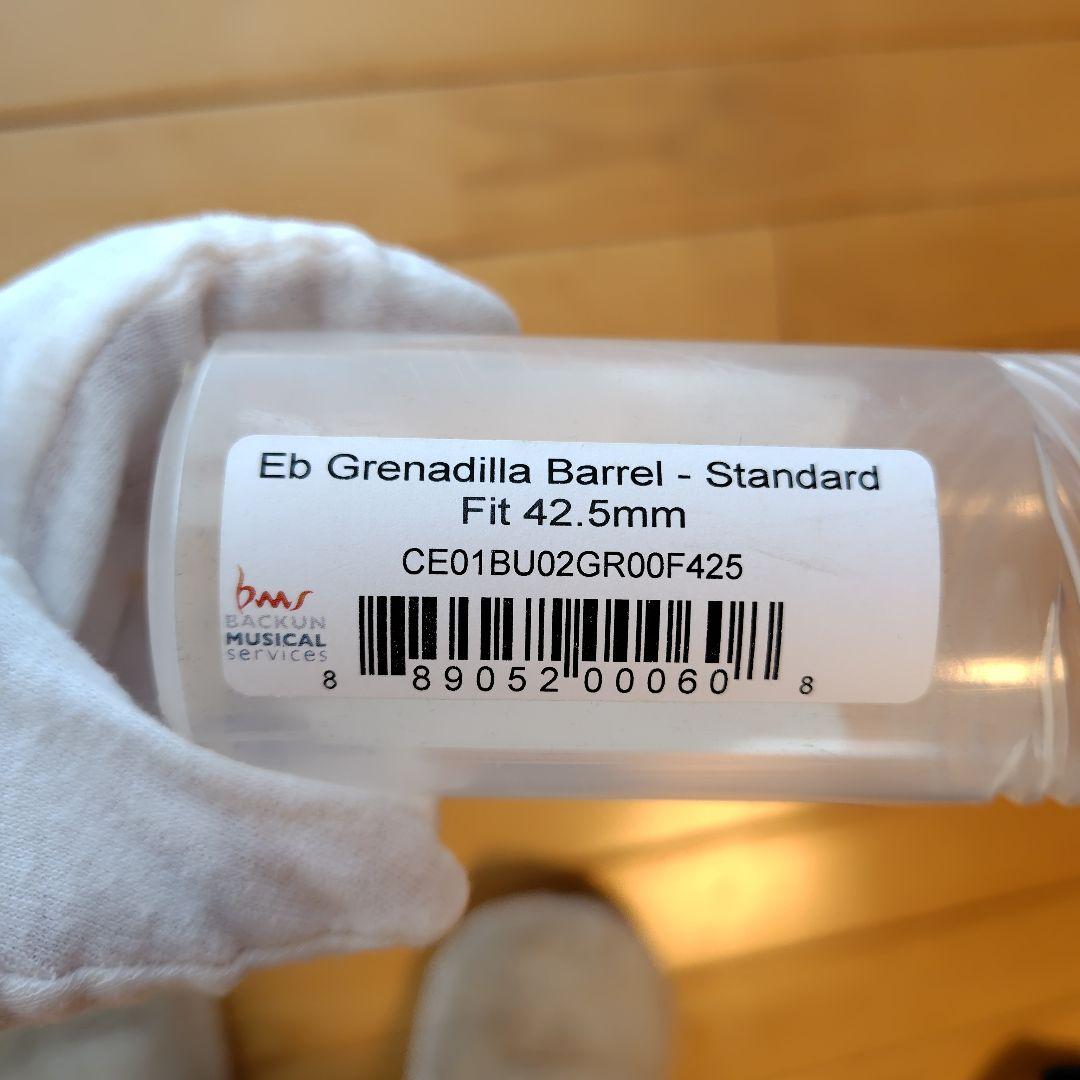 Eb Grenadilla Barrel - Standard
Fit 42.5mm
CE01BU02GR00F425
bms
BACKUN
MUSICAL
services
8 89052 00060 8